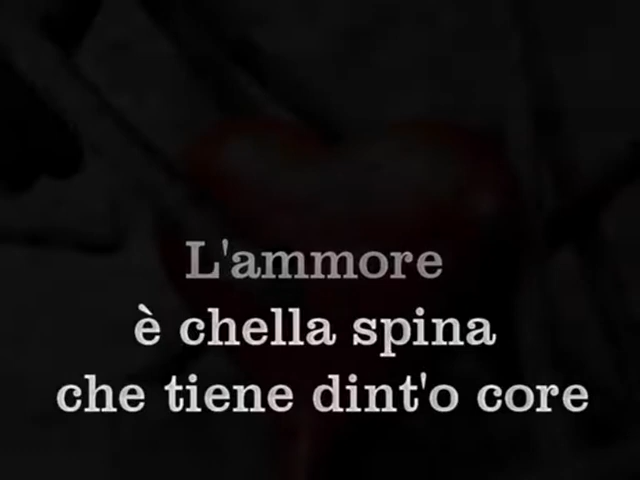 L'ammore
è chella spina
che tiene dint'o core